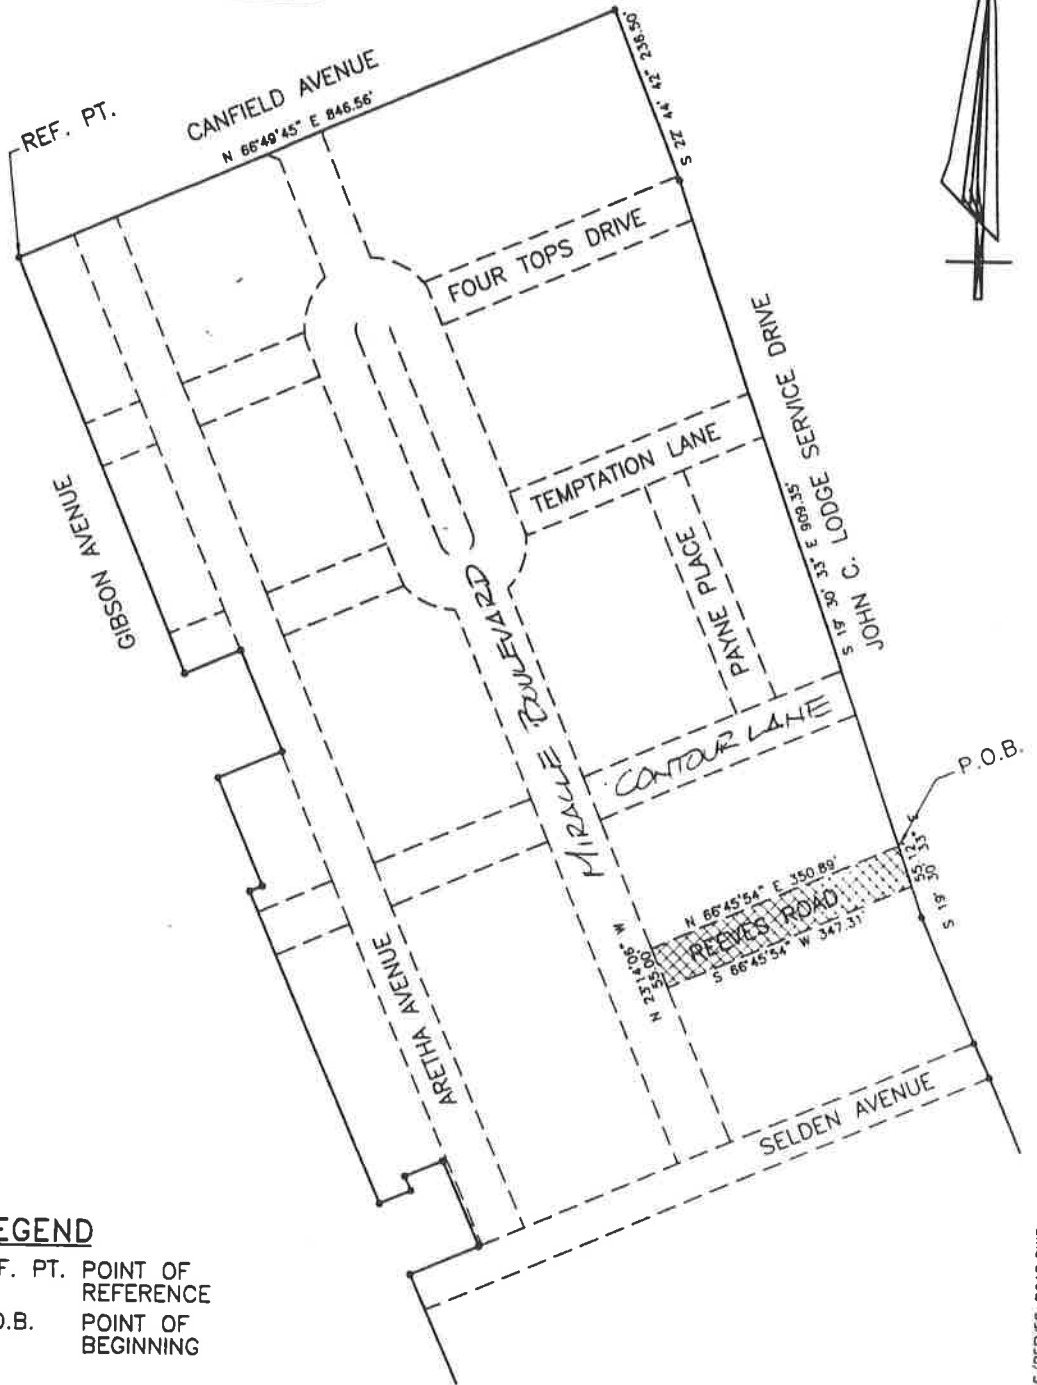 REF. PT.
CANFIELD AVENUE
N 66°49'45" E 846.56'
S 22° 44' 42" 236.50'
FOUR TOPS DRIVE
JOHN C. LODGE SERVICE DRIVE
S 19° 30' 33" E 909.35'
TEMPTATION LANE
GIBSON AVENUE
PAYNE PLACE
MIRACLE BOULEVARD
CONTOUR LANE
P.O.B.
N 66°45'54" E 350.89'
REEVES ROAD
S 66°45'54" W 347.31'
55.12'
S 19° 30' 33" E
N 23°14'06" W
55.00'
ARETHA AVENUE
SELDEN AVENUE
EGEND
F. PT. POINT OF
REFERENCE
O.B. POINT OF
BEGINNING